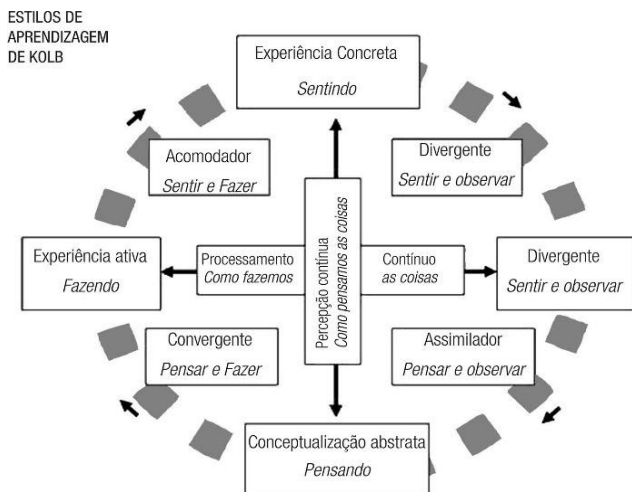 ESTILOS DE
APRENDIZAGEM
DE KOLB
Experiência Concreta
Sentindo
Acomodador
Sentir e Fazer
Divergente
Sentir e observar
Experiência ativa
Fazendo
Processamento
Como fazemos
Percepção contínua
Como pensamos as coisas
Contínuo
as coisas
Divergente
Sentir e observar
Convergente
Pensar e Fazer
Assimilador
Pensar e observar
Conceptualização abstrata
Pensando